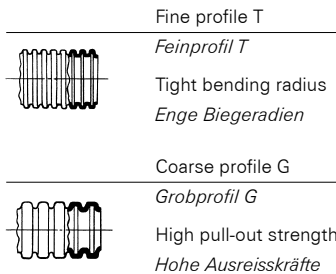 Fine profile T
Feinprofil T
Tight bending radius
Enge Biegeradien
Coarse profile G
Grobprofil G
High pull-out strength
Hohe Ausreisskräfte